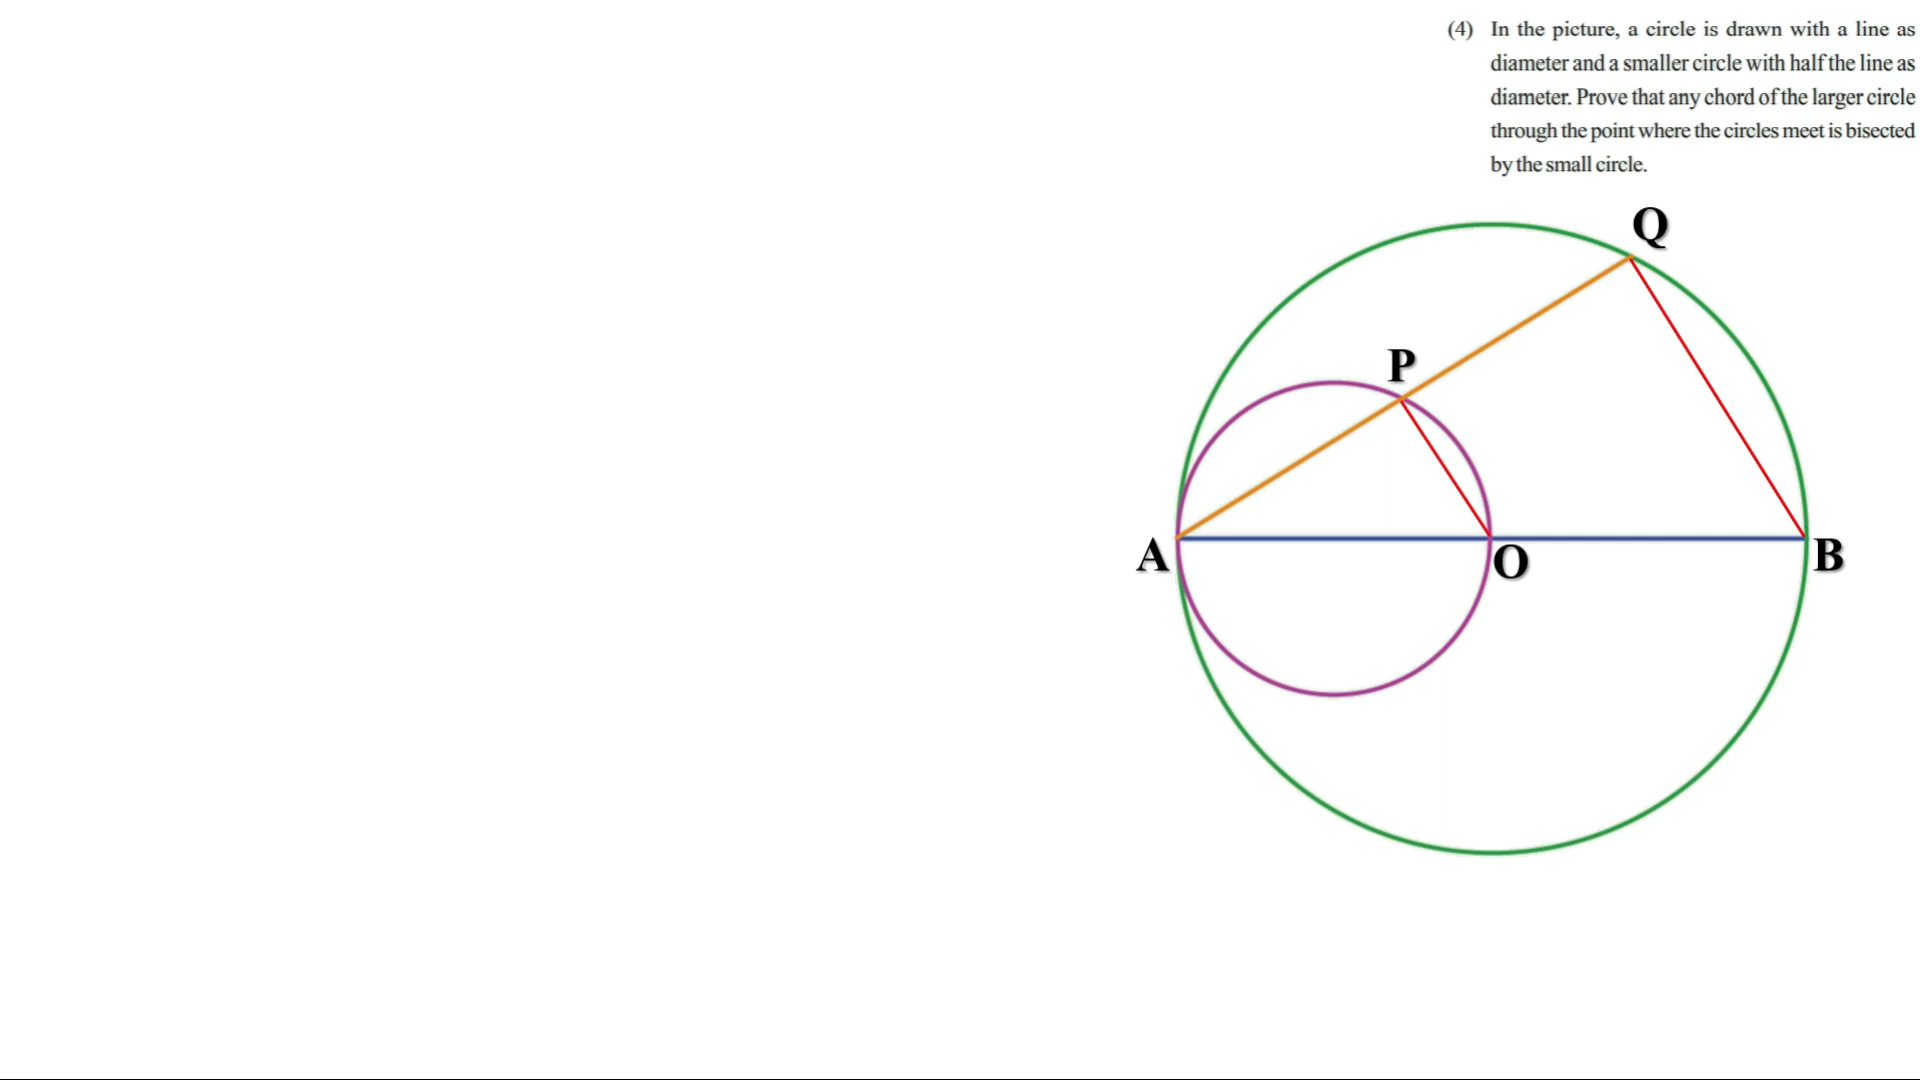 (4) In the picture, a circle is drawn with a line as
diameter and a smaller circle with half the line as
diameter. Prove that any chord of the larger circle
through the point where the circles meet is bisected
by the small circle.
Q
P
A
O
B